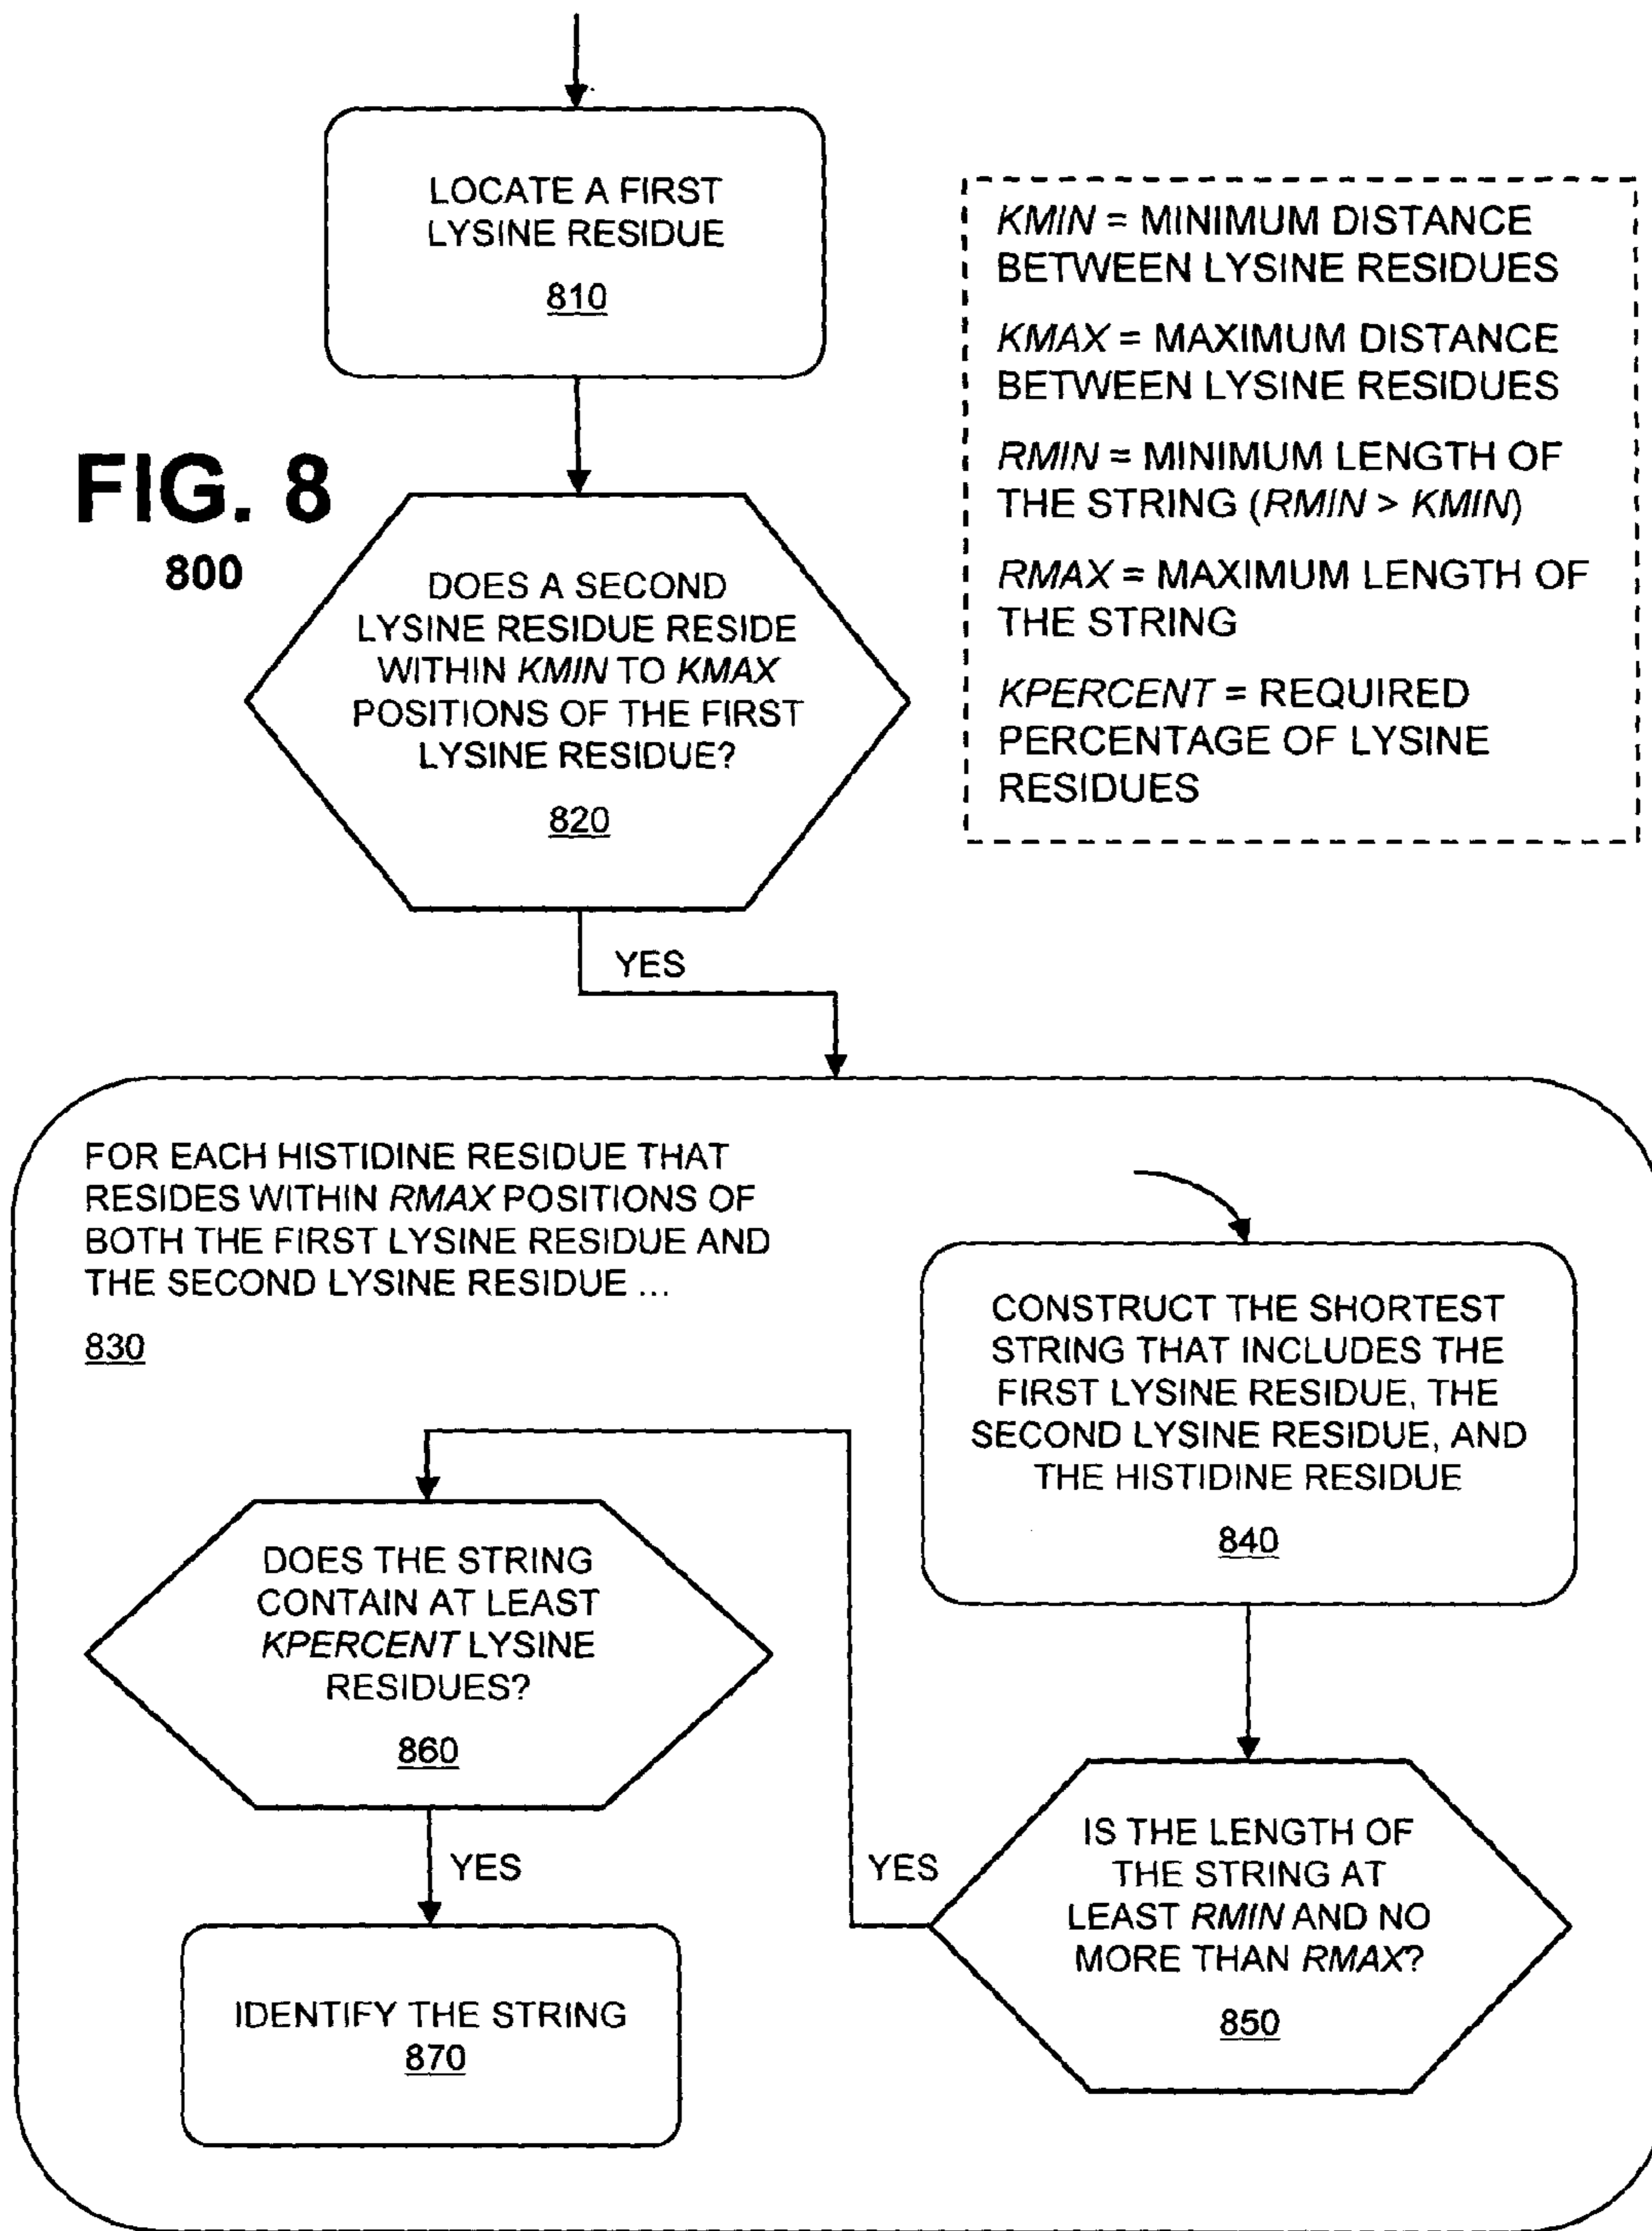 LOCATE A FIRST
LYSINE RESIDUE
810
KMIN = MINIMUM DISTANCE
BETWEEN LYSINE RESIDUES
KMAX = MAXIMUM DISTANCE
BETWEEN LYSINE RESIDUES
RMIN = MINIMUM LENGTH OF
THE STRING (RMIN > KMIN)
RMAX = MAXIMUM LENGTH OF
THE STRING
KPERCENT = REQUIRED
PERCENTAGE OF LYSINE
RESIDUES
FIG. 8
800
DOES A SECOND
LYSINE RESIDUE RESIDE
WITHIN KMIN TO KMAX
POSITIONS OF THE FIRST
LYSINE RESIDUE?
820
YES
FOR EACH HISTIDINE RESIDUE THAT
RESIDES WITHIN RMAX POSITIONS OF
BOTH THE FIRST LYSINE RESIDUE AND
THE SECOND LYSINE RESIDUE ...
830
CONSTRUCT THE SHORTEST
STRING THAT INCLUDES THE
FIRST LYSINE RESIDUE, THE
SECOND LYSINE RESIDUE, AND
THE HISTIDINE RESIDUE
840
IS THE LENGTH OF
THE STRING AT
LEAST RMIN AND NO
MORE THAN RMAX?
850
YES
DOES THE STRING
CONTAIN AT LEAST
KPERCENT LYSINE
RESIDUES?
860
YES
IDENTIFY THE STRING
870